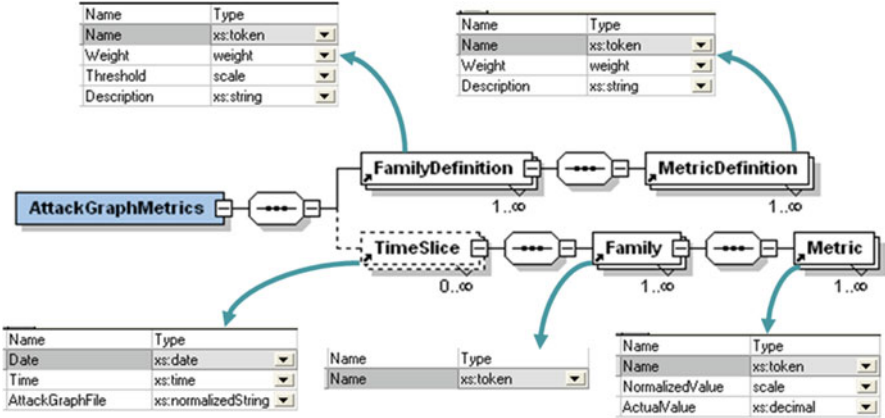 Name Type
Name xs:token
Weight weight
Threshold scale
Description xs:string
Name Type
Name xs:token
Weight weight
Description xs:string
FamilyDefinition
MetricDefinition
1..∞
1..∞
AttackGraphMetrics
TimeSlice
Family
Metric
0..∞
1..∞
1..∞
Name Type
Date xs:date
Time xs:time
AttackGraphFile xs:normalizedString
Name Type
Name xs:token
Name Type
Name xs:token
NormalizedValue scale
ActualValue xs:decimal